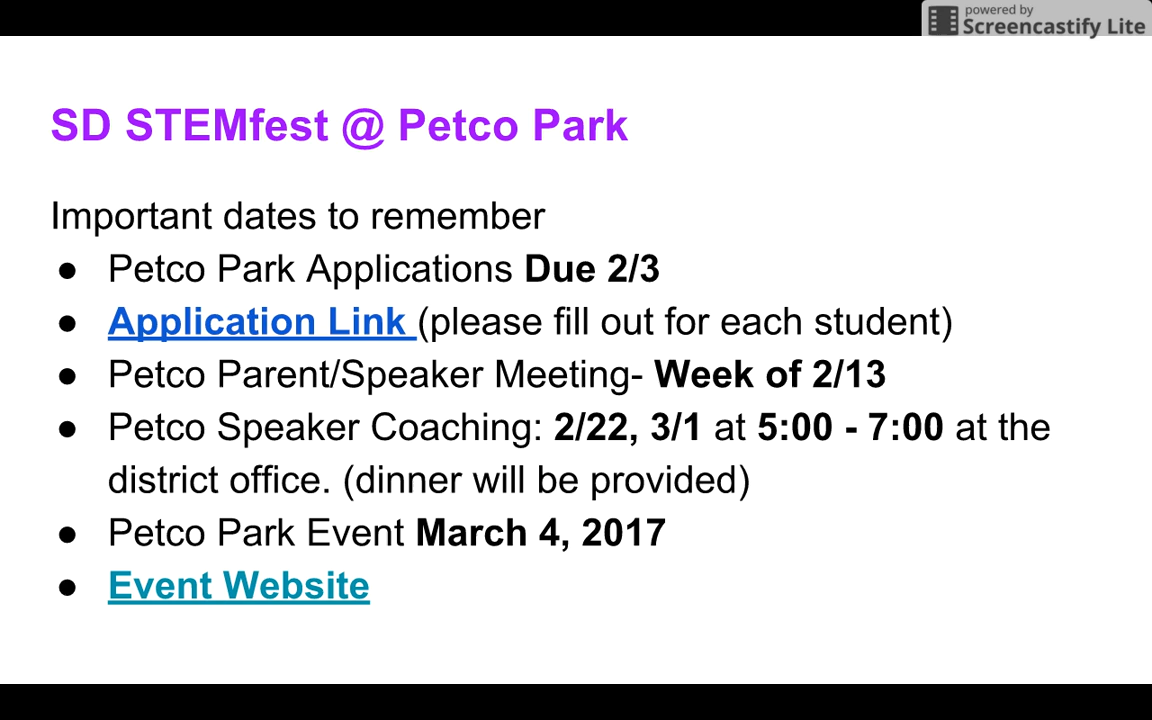 powered by
Screencastify Lite
SD STEMfest @ Petco Park
Important dates to remember
● Petco Park Applications Due 2/3
● Application Link (please fill out for each student)
● Petco Parent/Speaker Meeting- Week of 2/13
● Petco Speaker Coaching: 2/22, 3/1 at 5:00 - 7:00 at the
district office. (dinner will be provided)
● Petco Park Event March 4, 2017
● Event Website